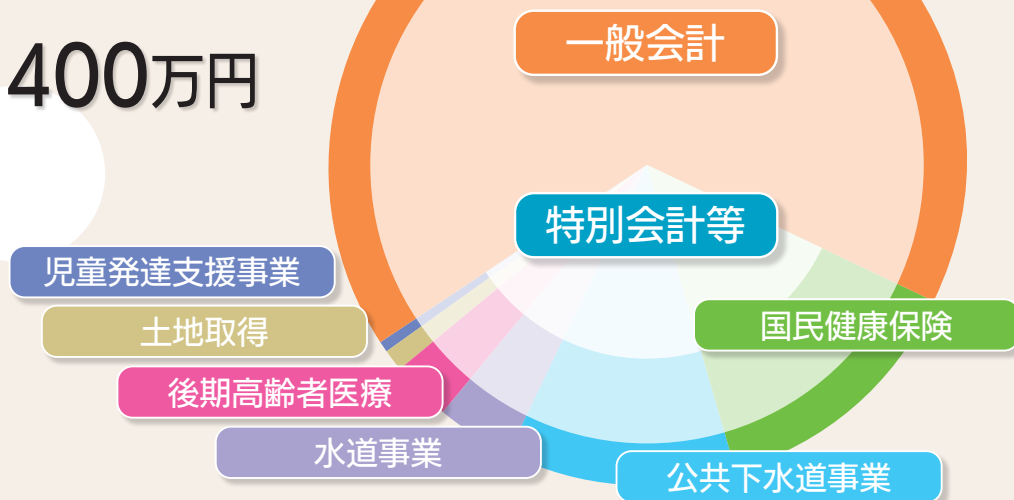 400万円
一般会計
特別会計等
児童発達支援事業
土地取得
国民健康保険
後期高齢者医療
水道事業
公共下水道事業